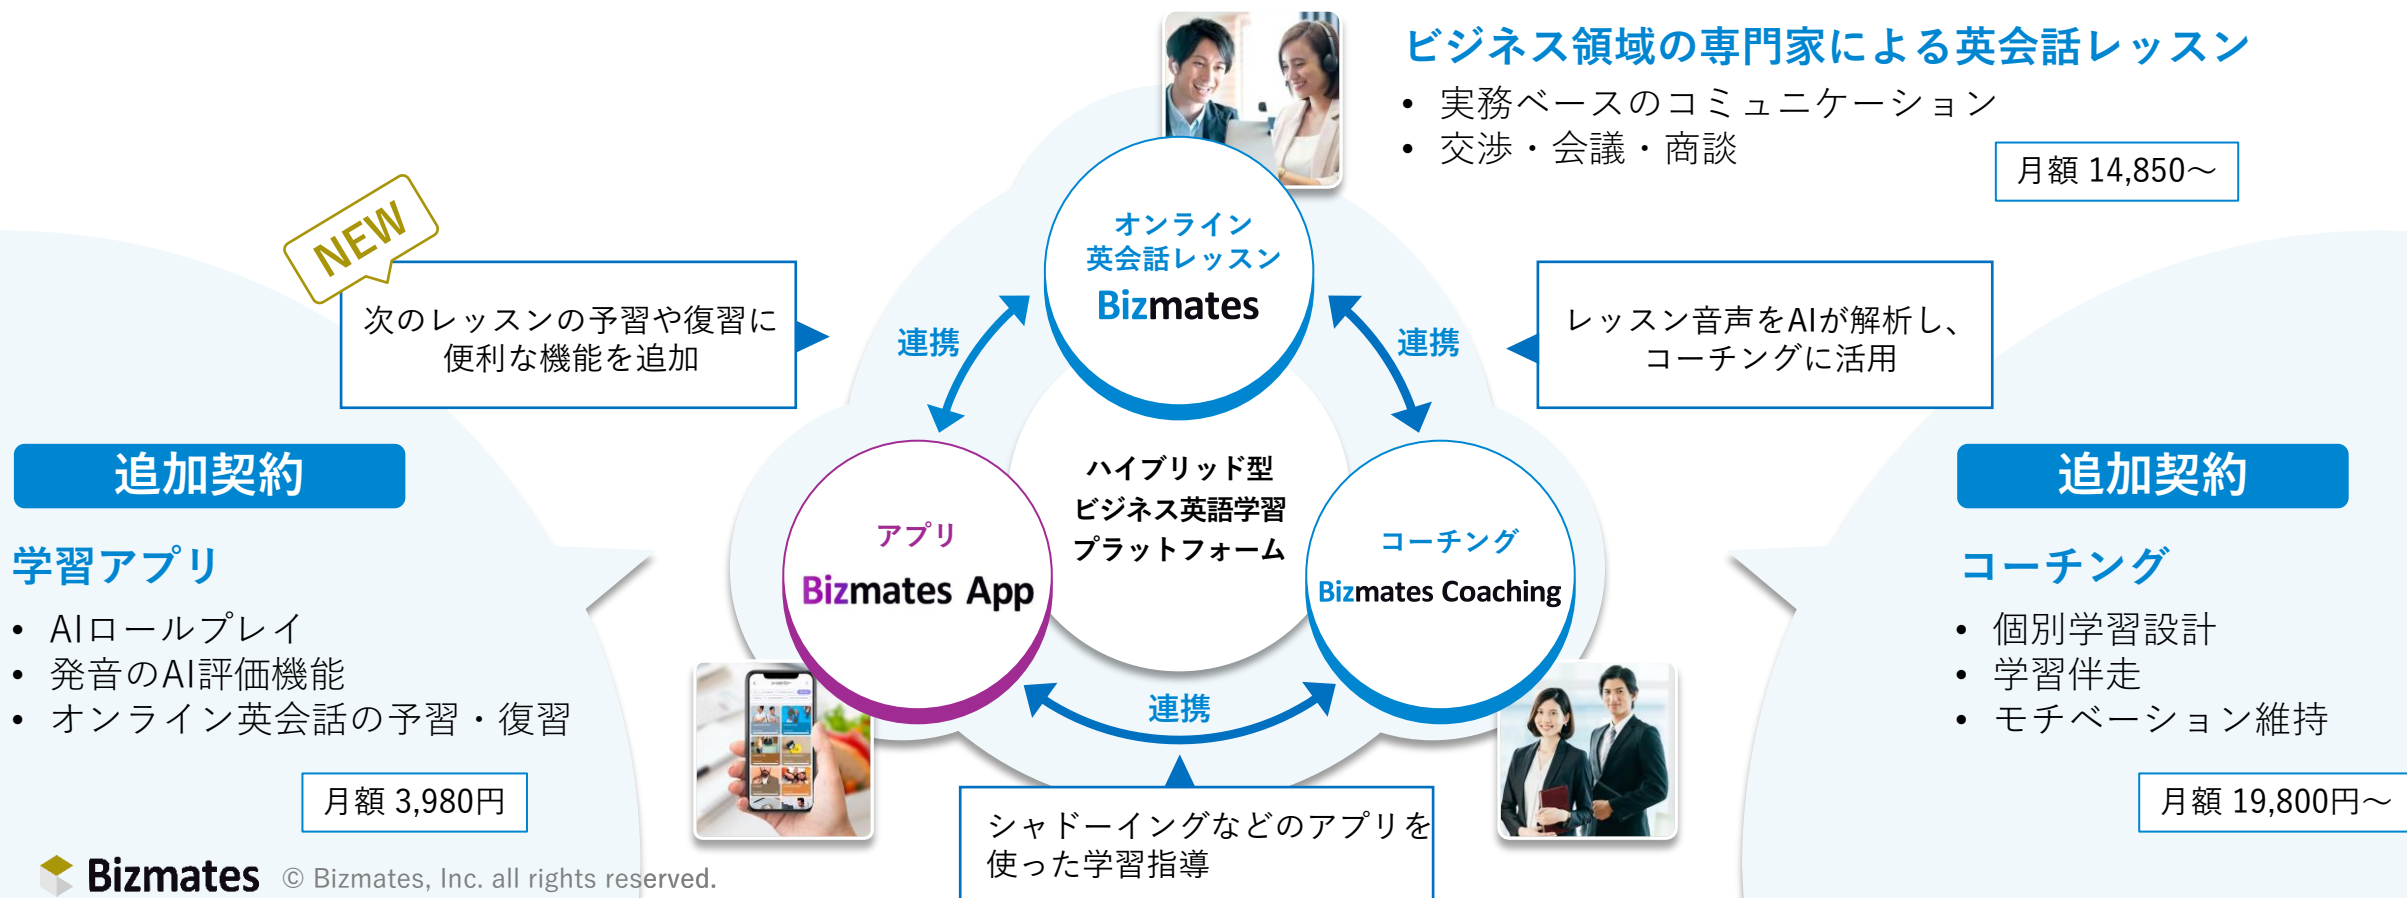 ビジネス領域の専門家による英会話レッスン
• 実務ベースのコミュニケーション
• 交渉・会議・商談
月額 14,850～
NEW
次のレッスンの予習や復習に
便利な機能を追加
オンライン
英会話レッスン
Bizmates
連携
連携
レッスン音声をAIが解析し、
コーチングに活用
追加契約
学習アプリ
• AIロールプレイ
• 発音のAI評価機能
• オンライン英会話の予習・復習
月額 3,980円
アプリ
Bizmates App
ハイブリッド型
ビジネス英語学習
プラットフォーム
コーチング
Bizmates Coaching
連携
シャドーイングなどのアプリを
使った学習指導
追加契約
コーチング
• 個別学習設計
• 学習伴走
• モチベーション維持
月額 19,800円～
Bizmates © Bizmates, Inc. all rights reserved.